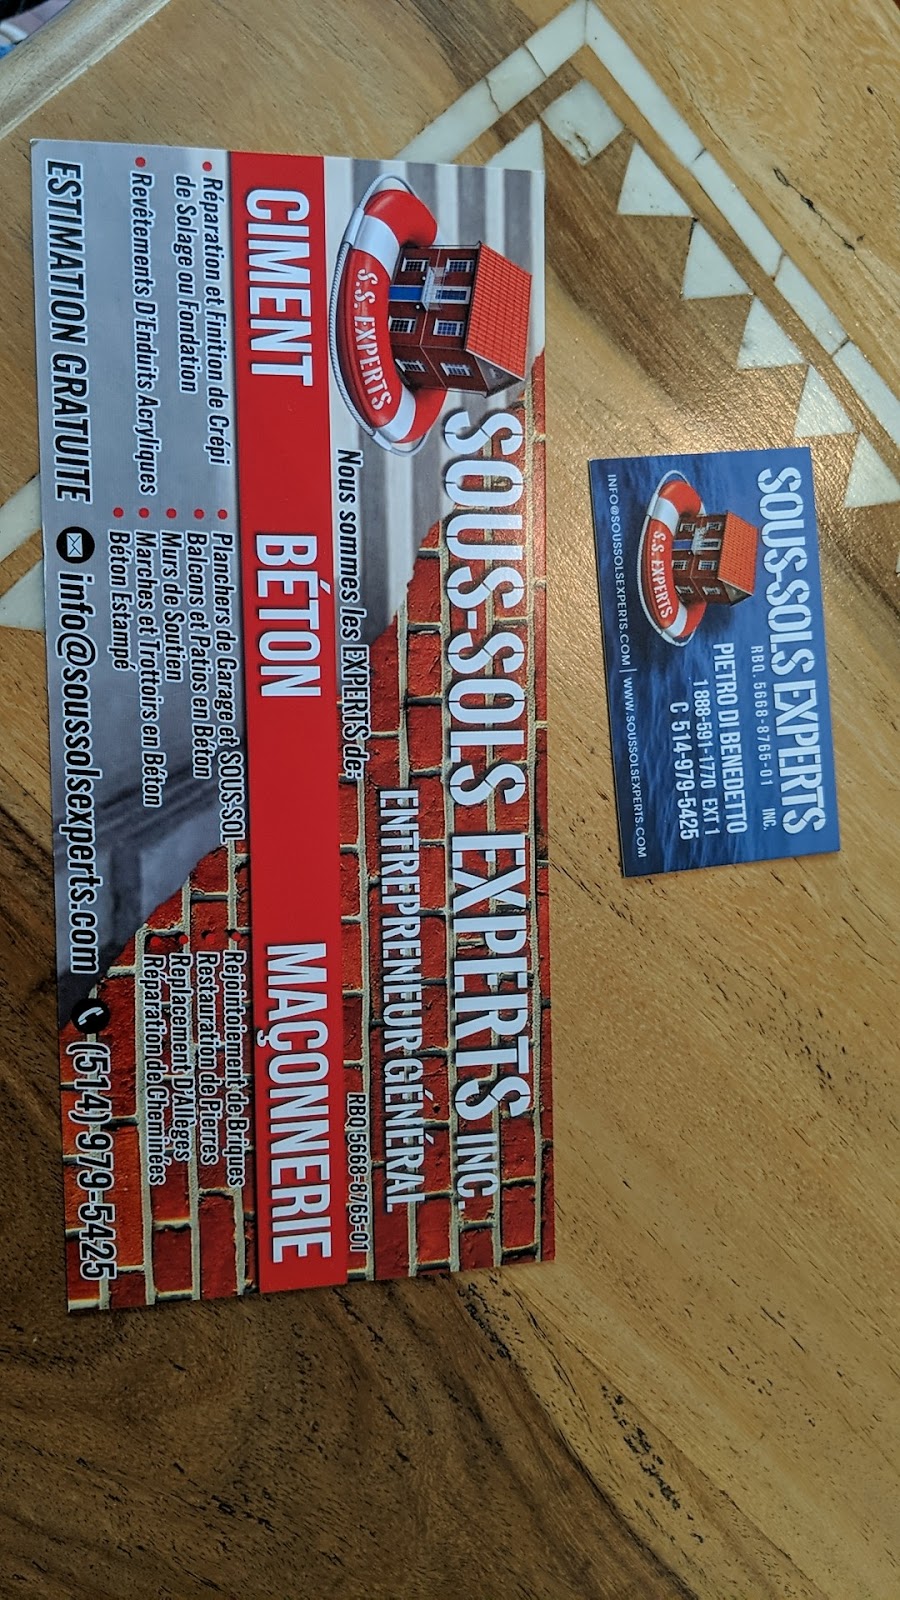 SOUS-SOLS EXPERTS INC.
RBQ. 5668-8765-01
PIETRO DI BENEDETTO
1 888-591-1770 EXT 1
C 514-979-5425
S.S. EXPERTS
INFO@SOUSSOLSEXPERTS.COM | WWW.SOUSSOLSEXPERTS.COM
SOUS-SOLS EXPERTS INC.
ENTREPRENEUR GÉNÉRAL
S.S. EXPERTS
Nous sommes les EXPERTS de:
RBQ 5668-8765-01
CIMENT
BÉTON
MAÇONNERIE
• Réparation et Finition de Crépi
de Solage ou Fondation
• Revêtements D'Enduits Acryliques
• Planchers de Garage et SOUS-SOL
• Balcons et Patios en Béton
• Murs de Soutien
• Marches et Trottoirs en Béton
• Béton Estampé
• Rejointoiement de Briques
• Restauration de Pierres
• Replacement D'Allèges
• Réparation de Cheminées
ESTIMATION GRATUITE
info@soussolsexperts.com
(514) 979-5425